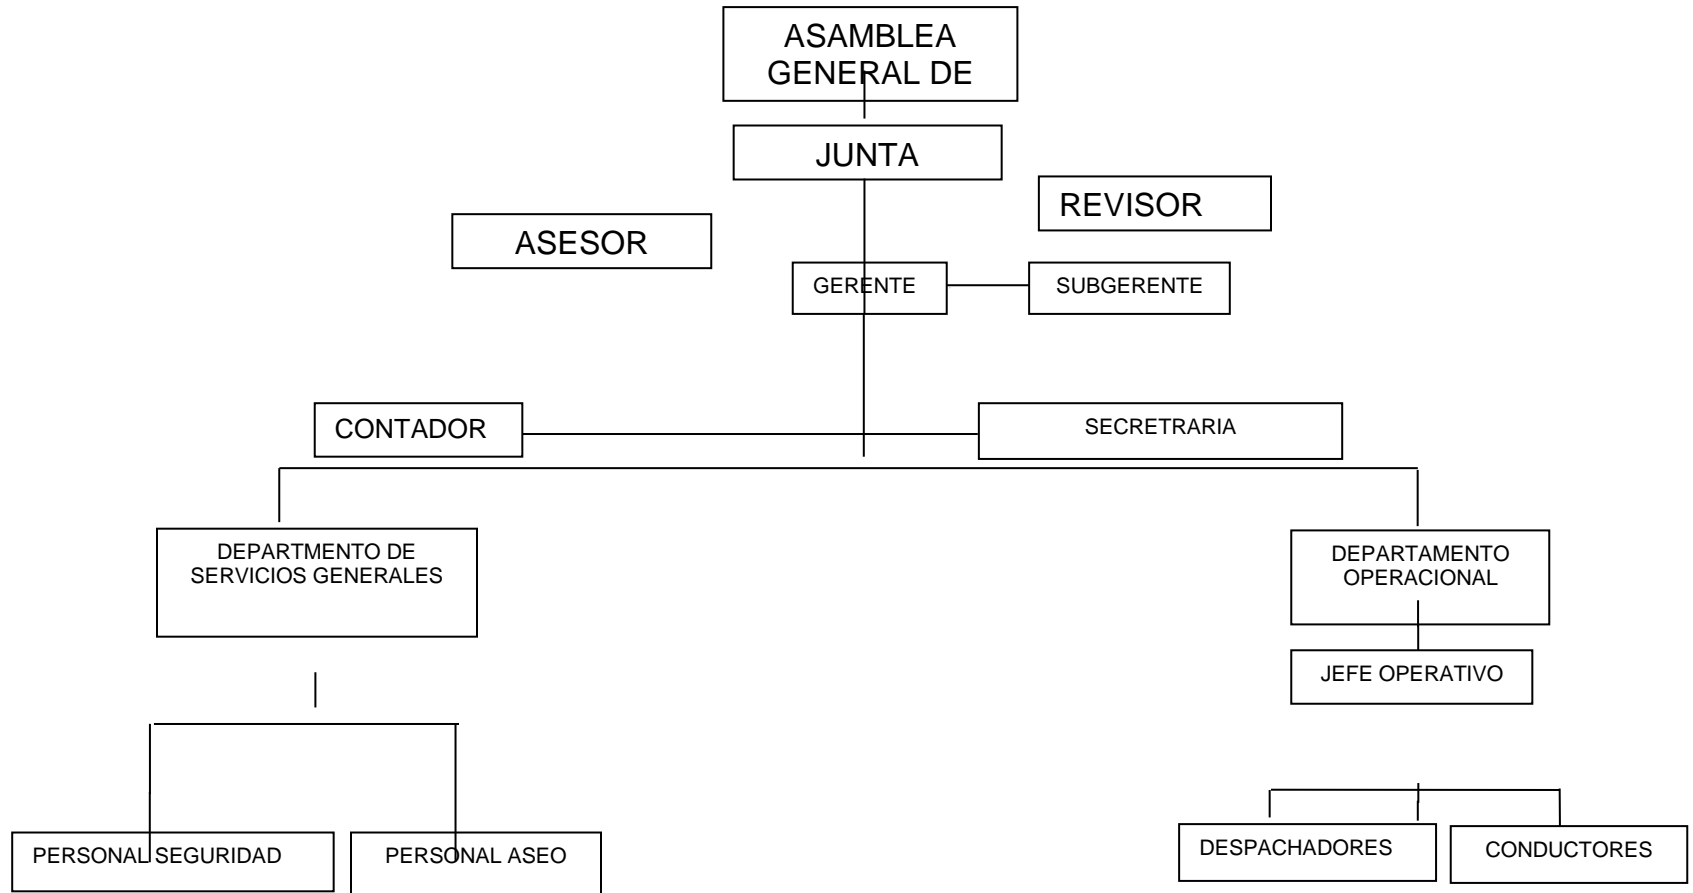 ASAMBLEA
GENERAL DE
JUNTA
REVISOR
ASESOR
GERENTE
SUBGERENTE
CONTADOR
SECRETRARIA
DEPARTMENTO DE
SERVICIOS GENERALES
DEPARTAMENTO
OPERACIONAL
JEFE OPERATIVO
PERSONAL SEGURIDAD
PERSONAL ASEO
DESPACHADORES
CONDUCTORES